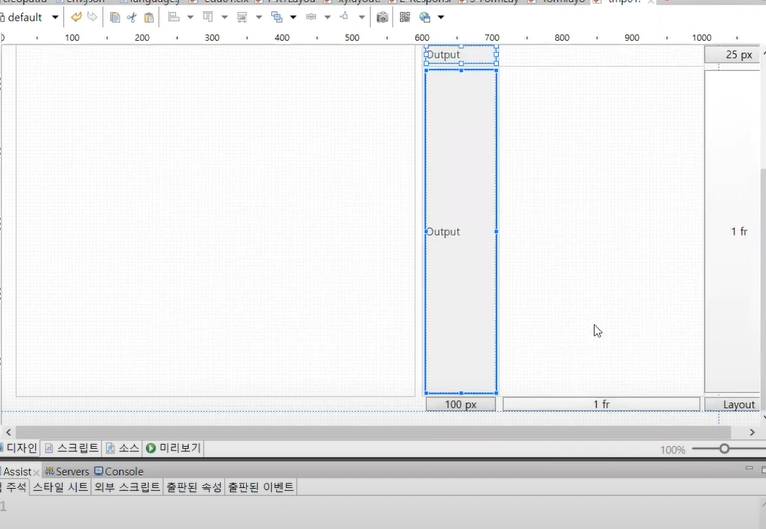 default
100 200 300 400 500 600 700 800 900 1000
Output
25 px
Output
1 fr
100 px 1 fr Layout
디자인 스크립트 소스 미리보기 100%
Assist Servers Console
주석 스타일 시트 외부 스크립트 출판된 속성 출판된 이벤트
1